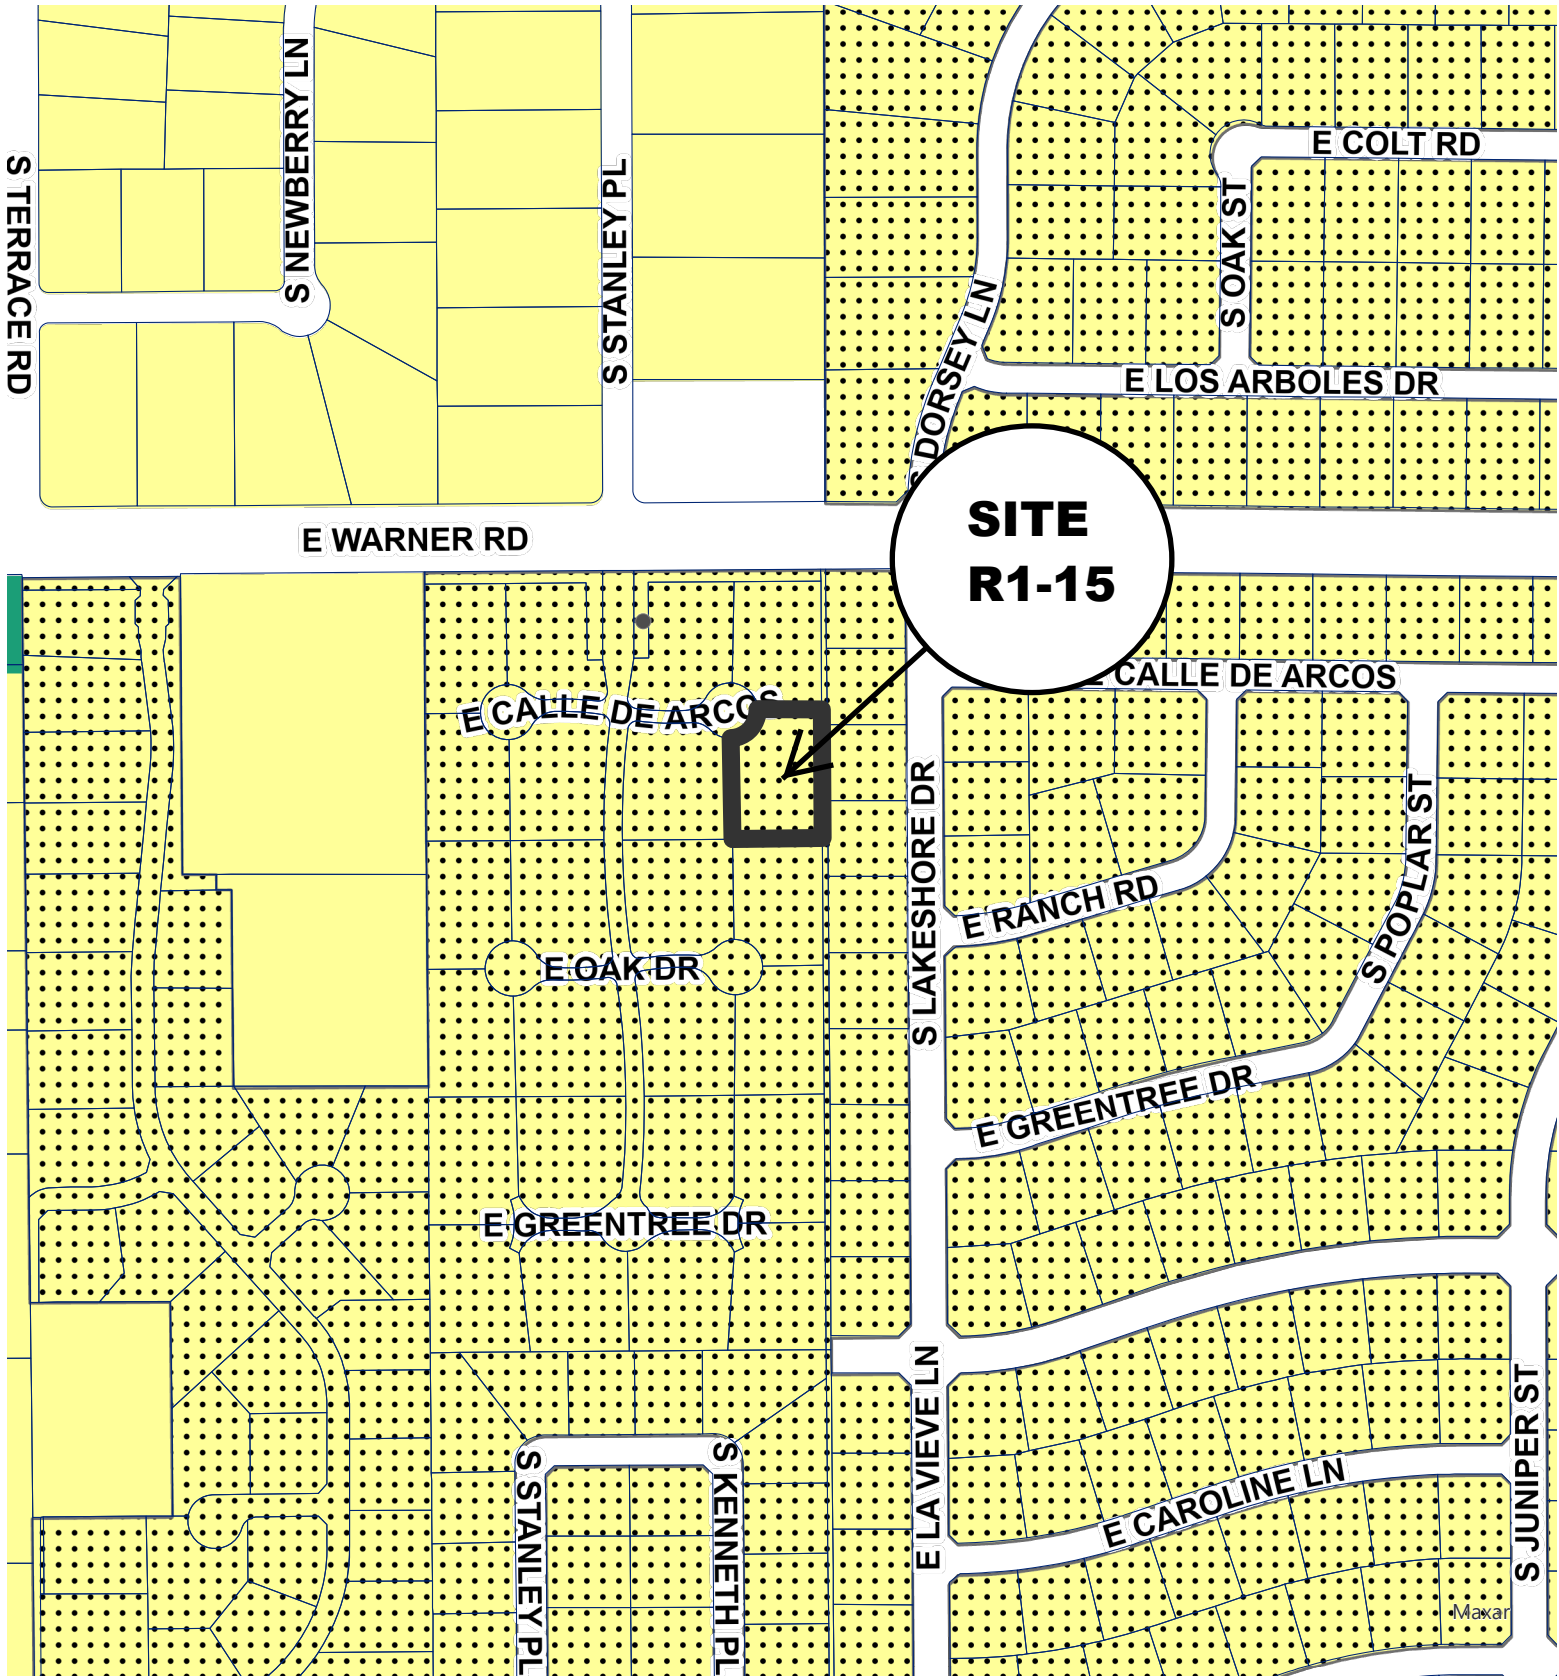 S NEWBERRY LN
E COLT RD
S TERRACE RD
S STANLEY PL
S OAK ST
S DORSEY LN
E LOS ARBOLES DR
SITE
R1-15
E WARNER RD
E CALLE DE ARCOS
E CALLE DE ARCOS
S LAKESHORE DR
S POPLAR ST
E RANCH RD
E OAK DR
E GREENTREE DR
E GREENTREE DR
E LA VIEVE LN
S JUNIPER ST
S STANLEY PL
S KENNETH PL
E CAROLINE LN
Maxar